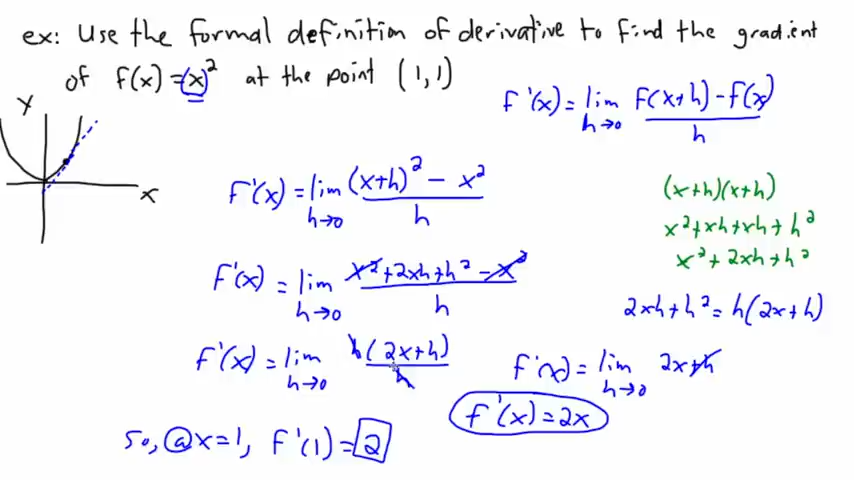 ex: Use the formal definition of derivative to find the gradient
of f(x) = (x)² at the point (1,1)
y
x
F'(x) = lim h→0 F(x+h) - f(x) / h
F'(x) = lim h→0 (x+h)² - x² / h
(x+h)(x+h)
x² + xh + xh + h²
x² + 2xh + h²
F'(x) = lim h→0 x² + 2xh + h² - x² / h
2xh + h² = h(2x+h)
F'(x) = lim h→0 h(2x+h) / h
F'(x) = lim h→0 2x+h
f'(x) = 2x
So, @ x=1, F'(1) = 2